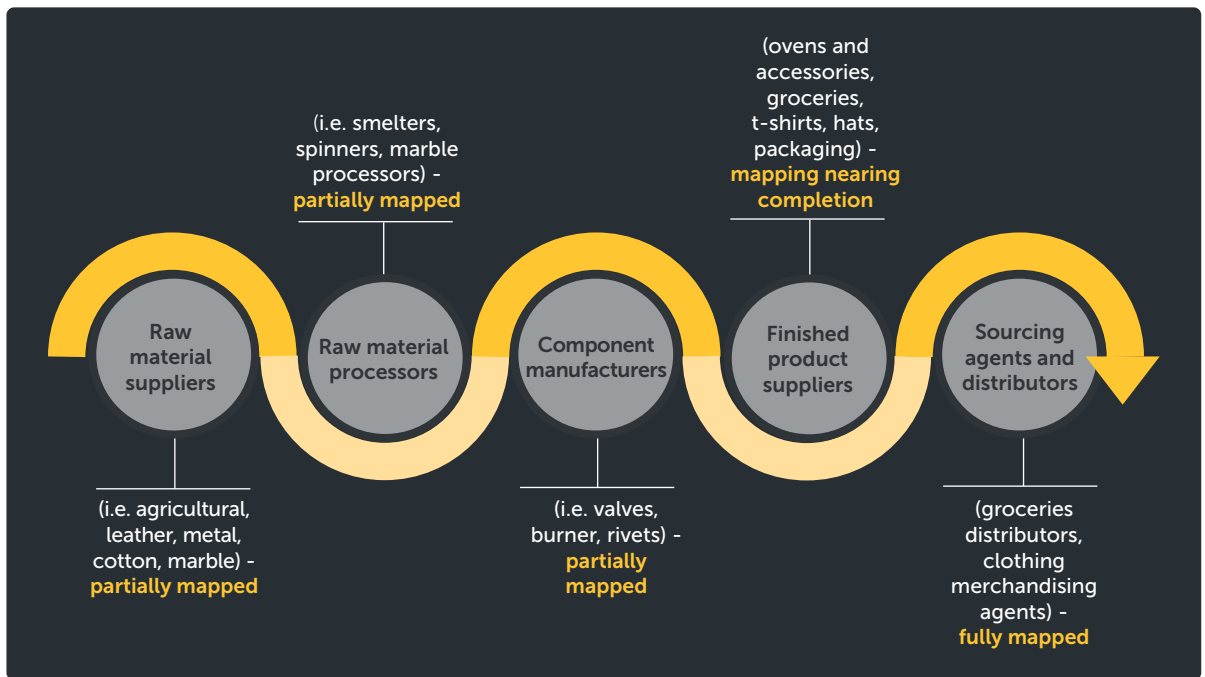 Raw
material
suppliers
(i.e. agricultural,
leather, metal,
cotton, marble) -
partially mapped
(i.e. smelters,
spinners, marble
processors) -
partially mapped
Raw material
processors
Component
manufacturers
(i.e. valves,
burner, rivets) -
partially
mapped
(ovens and
accessories,
groceries,
t-shirts, hats,
packaging) -
mapping nearing
completion
Finished
product
suppliers
Sourcing
agents and
distributors
(groceries
distributors,
clothing
merchandising
agents) -
fully mapped